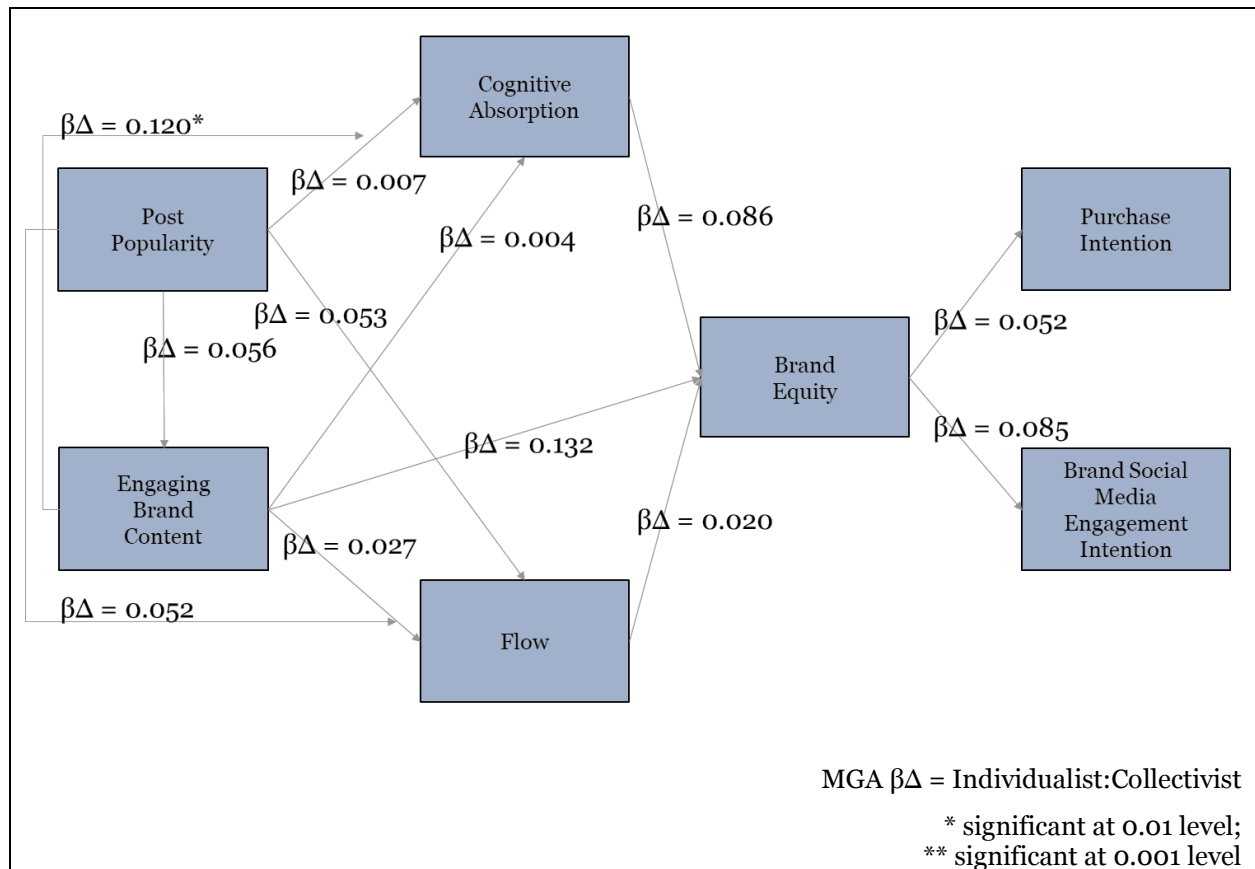 Cognitive
Absorption
βΔ = 0.120*
βΔ = 0.007
Post
Popularity
Purchase
Intention
βΔ = 0.086
βΔ = 0.004
βΔ = 0.053
βΔ = 0.056
βΔ = 0.052
Brand
Equity
βΔ = 0.132
βΔ = 0.085
Engaging
Brand
Content
Brand Social
Media
Engagement
Intention
βΔ = 0.020
βΔ = 0.027
βΔ = 0.052
Flow
MGA βΔ = Individualist:Collectivist
* significant at 0.01 level;
** significant at 0.001 level